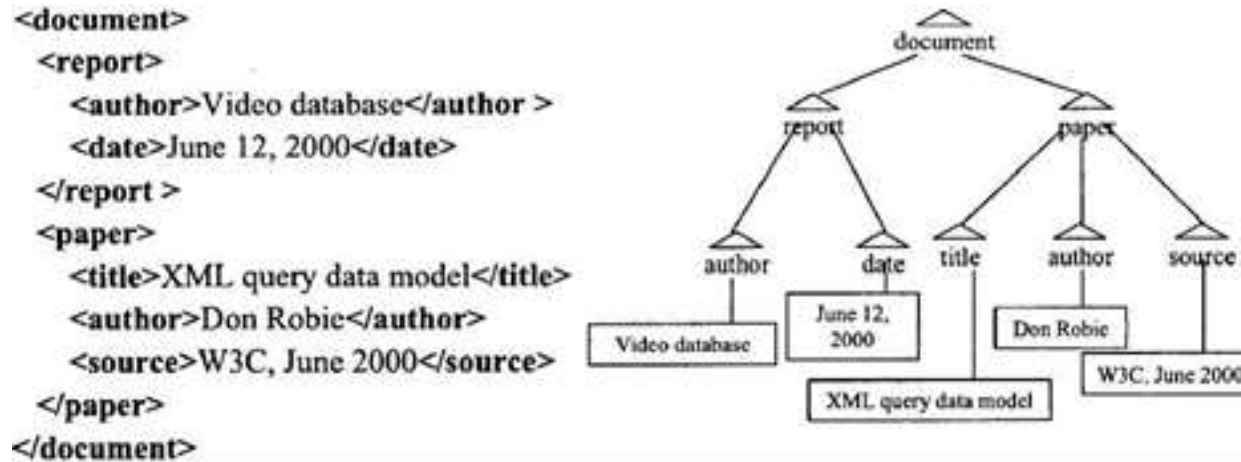 <document>
<report>
<author>Video database</author >
<date>June 12, 2000</date>
</report >
<paper>
<title>XML query data model</title>
<author>Don Robie</author>
<source>W3C, June 2000</source>
</paper>
</document>
document
report
paper
author
date
title
author
source
Video database
June 12,
2000
XML query data model
Don Robie
W3C, June 2000